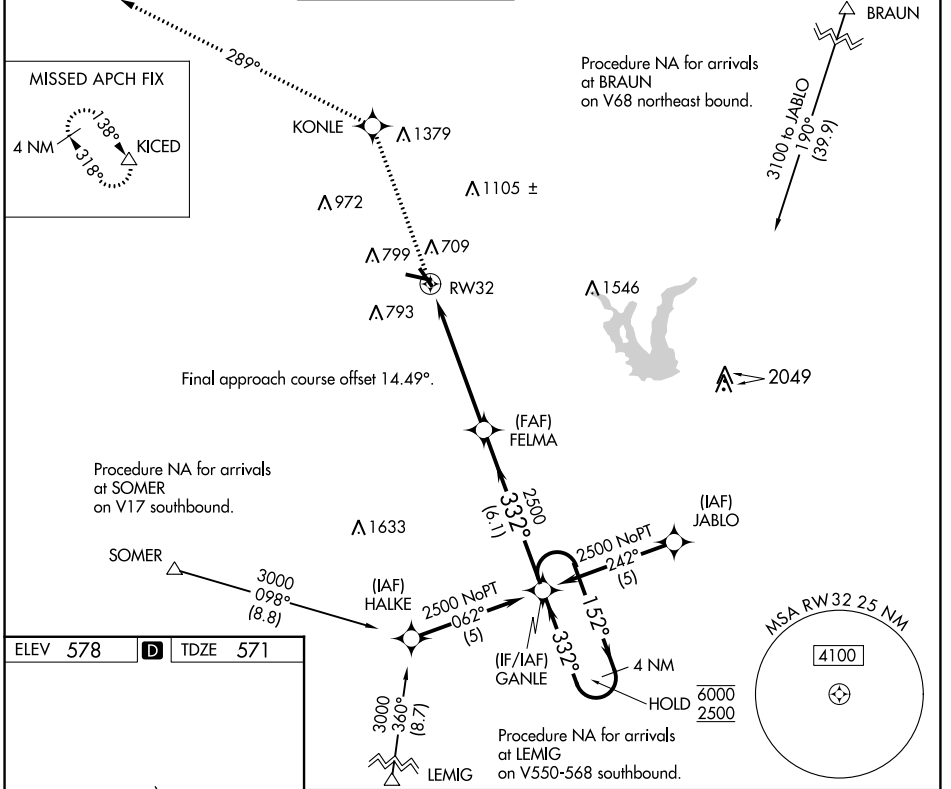 BRAUN
289°
Procedure NA for arrivals
at BRAUN
on V68 northeast bound.
MISSED APCH FIX
138°
4 NM
KICED
318°
3100 to JABLO
190°
(39.9)
KONLE
1379
1105 ±
972
799
709
RW32
1546
793
2049
Final approach course offset 14.49°.
(FAF)
FELMA
Procedure NA for arrivals
at SOMER
on V17 southbound.
2500
332°
(6.1)
(IAF)
JABLO
1633
2500 NoPT
242°
(5)
SOMER
3000
098°
(8.8)
(IAF)
HALKE
2500 NoPT
062°
(5)
152°
MSA RW32 25 NM
4100
ELEV 578
D
TDZE 571
(IF/IAF)
GANLE
332°
4 NM
HOLD
6000
2500
3000
360°
(8.7)
Procedure NA for arrivals
at LEMIG
on V550-568 southbound.
LEMIG